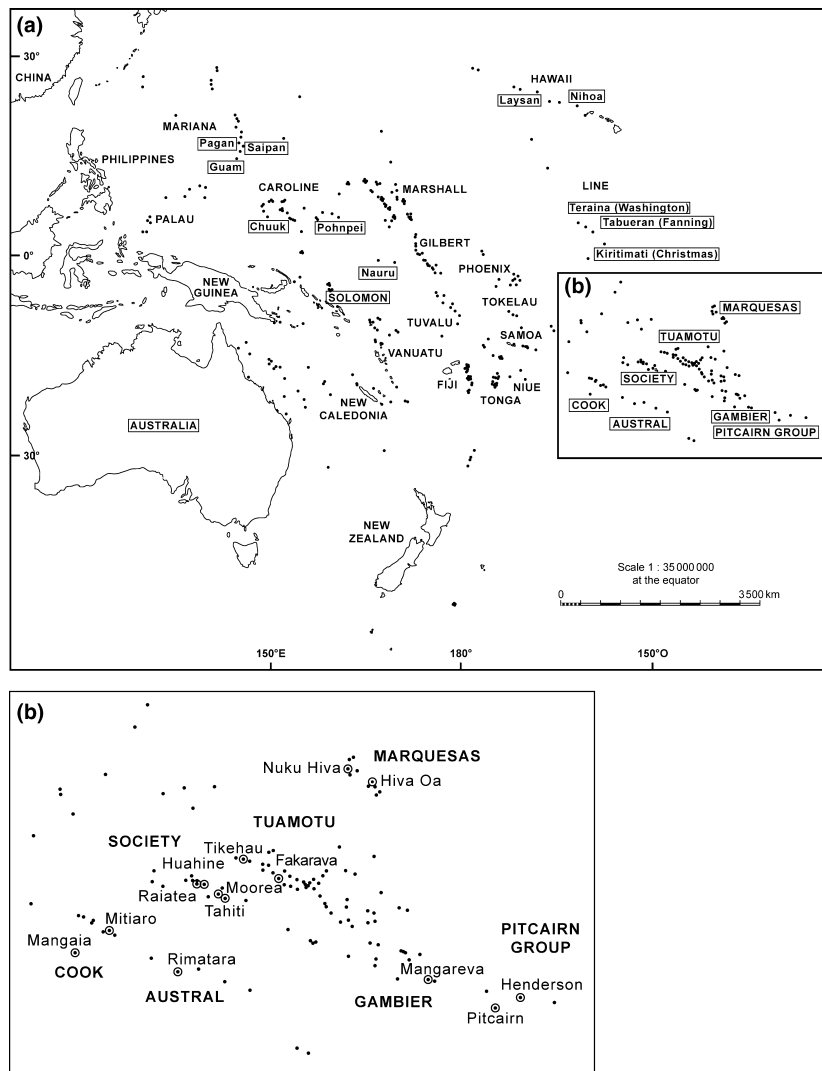 (a)
30°
CHINA
HAWAII
Laysan
Nihoa
MARIANA
Pagan
Saipan
PHILIPPINES
Guam
CAROLINE
MARSHALL
LINE
Teraina (Washington)
PALAU
Chuuk
Pohnpei
Tabueran (Fanning)
GILBERT
0°
Kiritimati (Christmas)
Nauru
PHOENIX
NEW
GUINEA
SOLOMON
TOKELAU
TUVALU
SAMOA
VANUATU
FIJI
NIUE
TONGA
NEW
CALEDONIA
AUSTRALIA
30°
NEW
ZEALAND
(b)
MARQUESAS
TUAMOTU
SOCIETY
COOK
GAMBIER
AUSTRAL
PITCAIRN GROUP
Scale 1 : 35 000 000
at the equator
0
3 500 km
150°E
180°
150°O
(b)
MARQUESAS
Nuku Hiva
Hiva Oa
TUAMOTU
SOCIETY
Tikehau
Huahine
Fakarava
Raiatea
Moorea
Tahiti
Mitiaro
Mangaia
COOK
Rimatara
AUSTRAL
PITCAIRN
GROUP
Mangareva
GAMBIER
Henderson
Pitcairn